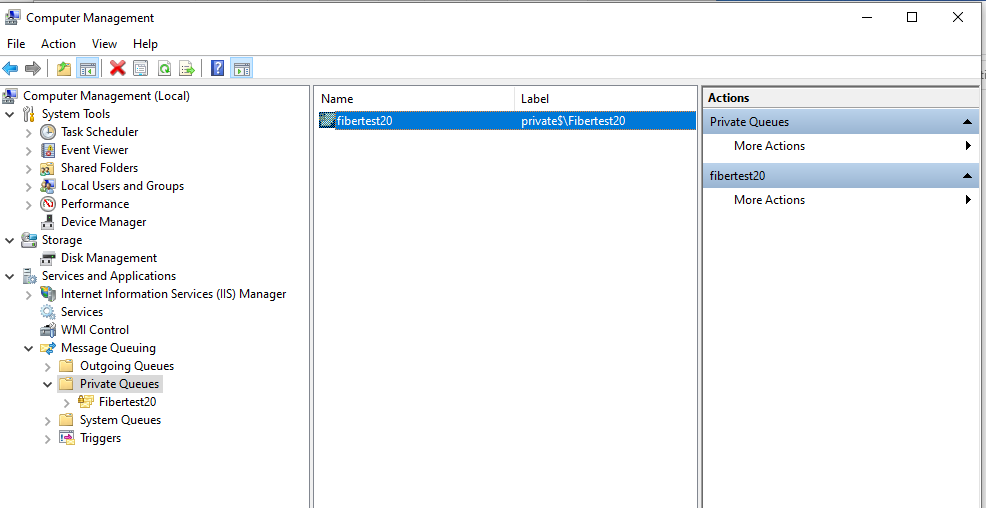 Computer Management
File Action View Help
Computer Management (Local)
System Tools
Task Scheduler
Event Viewer
Shared Folders
Local Users and Groups
Performance
Device Manager
Storage
Disk Management
Services and Applications
Internet Information Services (IIS) Manager
Services
WMI Control
Message Queuing
Outgoing Queues
Private Queues
Fibertest20
System Queues
Triggers
Name Label
fibertest20 private$\Fibertest20
Actions
Private Queues
More Actions
fibertest20
More Actions